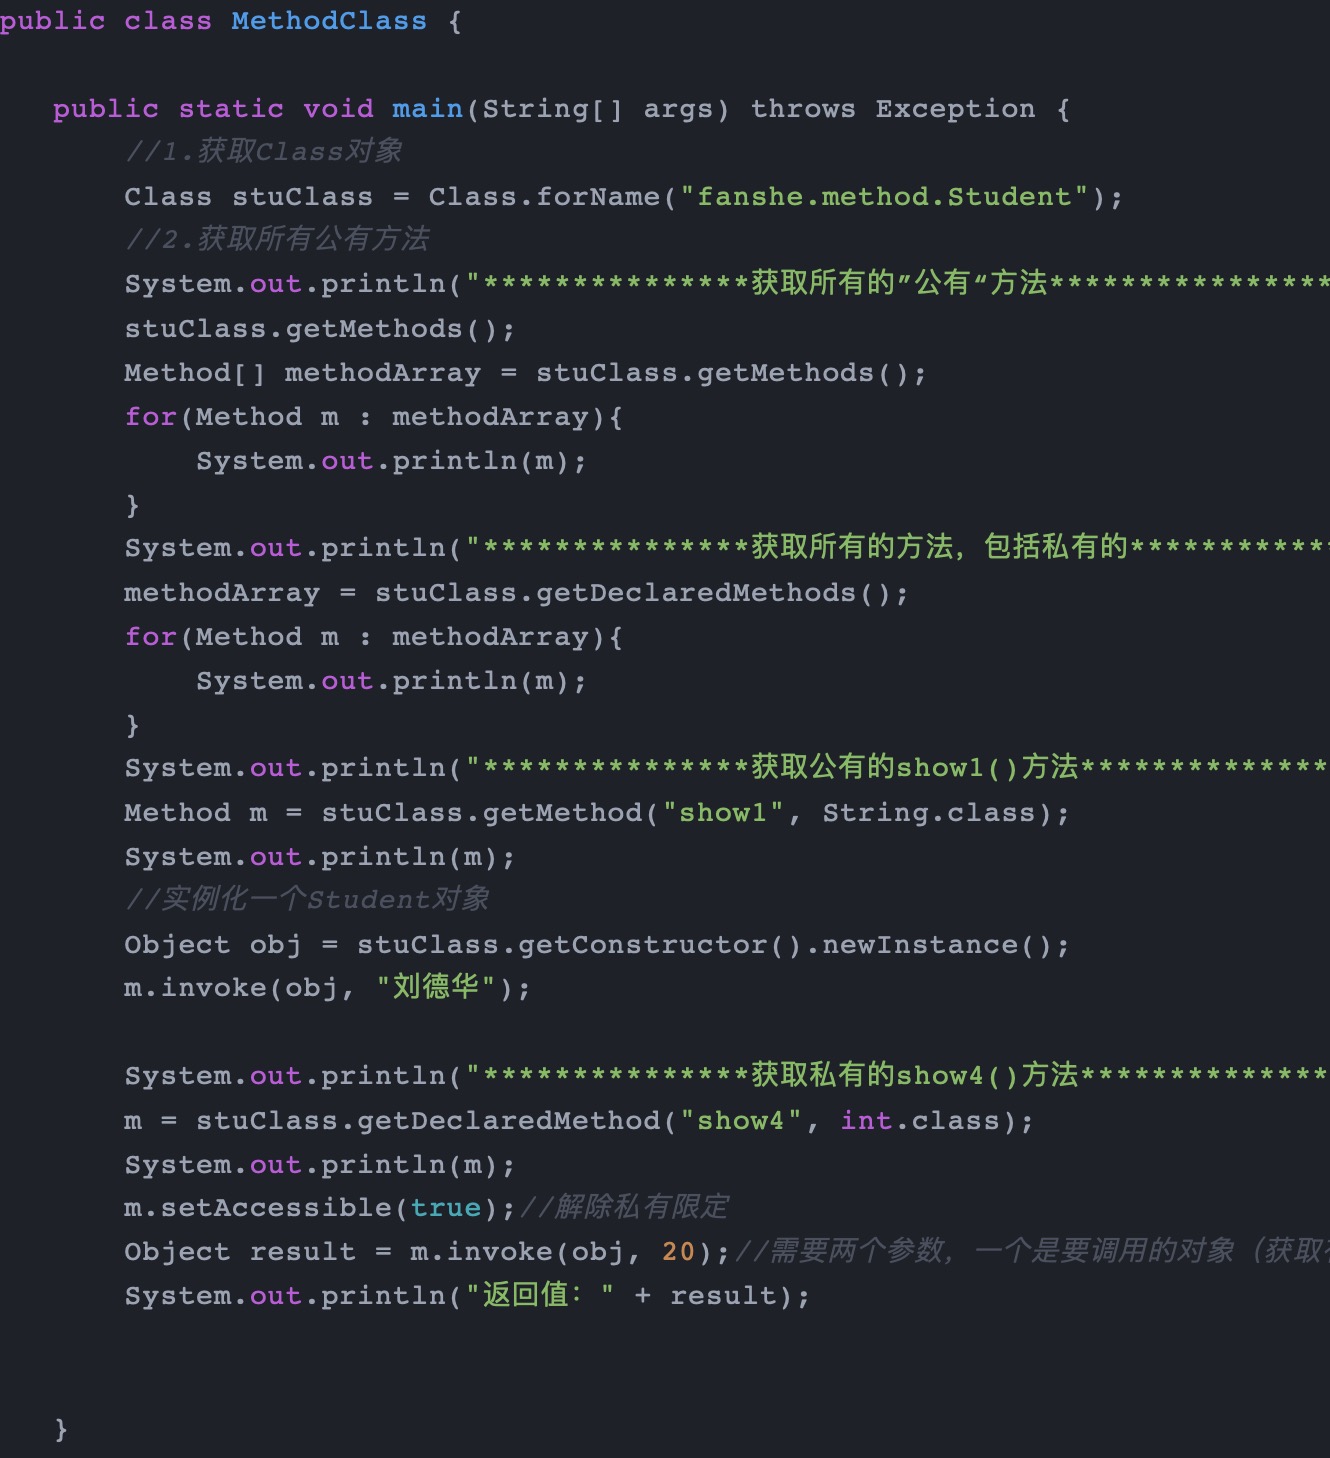 public class MethodClass {
public static void main(String[] args) throws Exception {
//1.获取Class对象
Class stuClass = Class.forName("fanshe.method.Student");
//2.获取所有公有方法
System.out.println("***************获取所有的”公有“方法****************
stuClass.getMethods();
Method[] methodArray = stuClass.getMethods();
for(Method m : methodArray){
System.out.println(m);
}
System.out.println("***************获取所有的方法，包括私有的***********
methodArray = stuClass.getDeclaredMethods();
for(Method m : methodArray){
System.out.println(m);
}
System.out.println("***************获取公有的show1()方法**************
Method m = stuClass.getMethod("show1", String.class);
System.out.println(m);
//实例化一个Student对象
Object obj = stuClass.getConstructor().newInstance();
m.invoke(obj, "刘德华");
System.out.println("***************获取私有的show4()方法**************
m = stuClass.getDeclaredMethod("show4", int.class);
System.out.println(m);
m.setAccessible(true);//解除私有限定
Object result = m.invoke(obj, 20);//需要两个参数，一个是要调用的对象（获取
System.out.println("返回值：" + result);
}